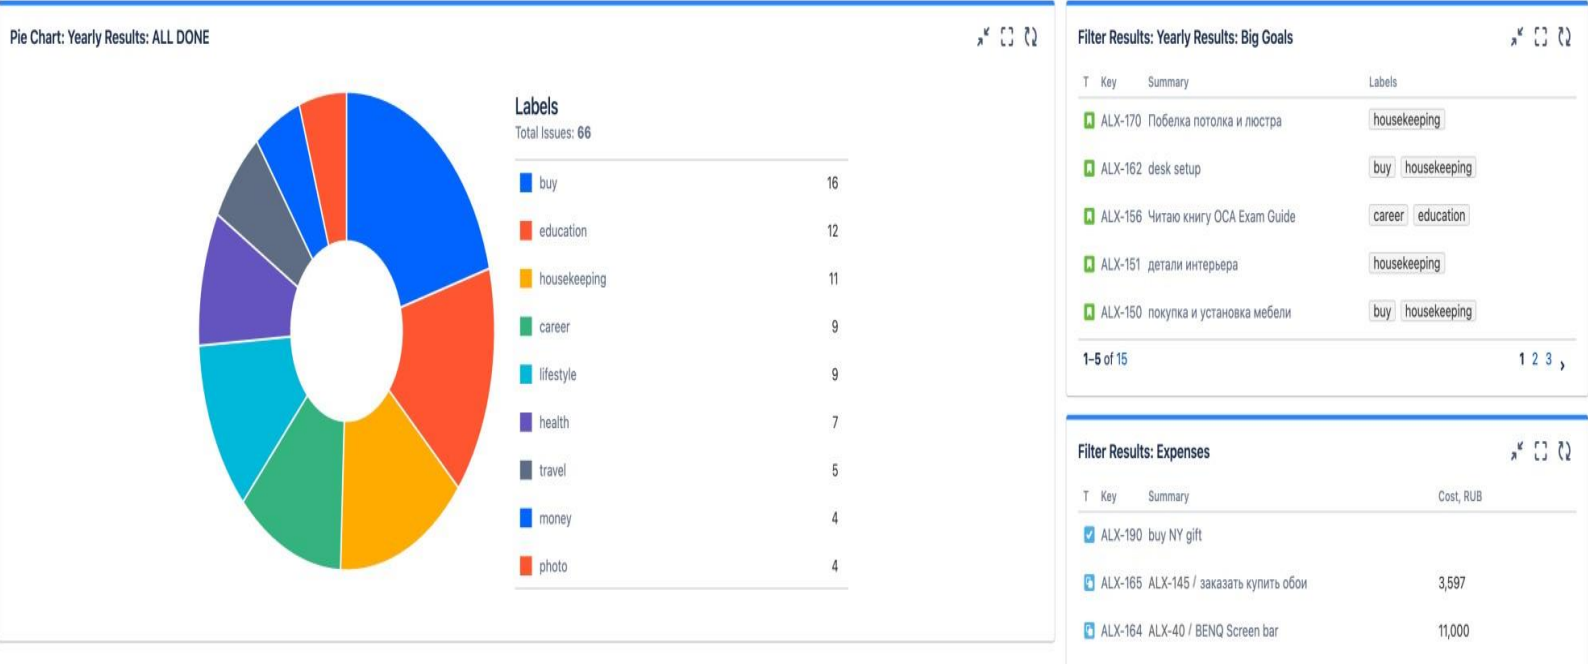 Pie Chart: Yearly Results: ALL DONE
Labels
Total Issues: 66
buy 16
education 12
housekeeping 11
career 9
lifestyle 9
health 7
travel 5
money 4
photo 4
Filter Results: Yearly Results: Big Goals
T Key Summary Labels
ALX-170 Побелка потолка и люстра housekeeping
ALX-162 desk setup buy housekeeping
ALX-156 Читаю книгу OCA Exam Guide career education
ALX-151 детали интерьера housekeeping
ALX-150 покупка и установка мебели buy housekeeping
1–5 of 15 1 2 3 ›
Filter Results: Expenses
T Key Summary Cost, RUB
ALX-190 buy NY gift
ALX-165 ALX-145 / заказать купить обои 3,597
ALX-164 ALX-40 / BENQ Screen bar 11,000